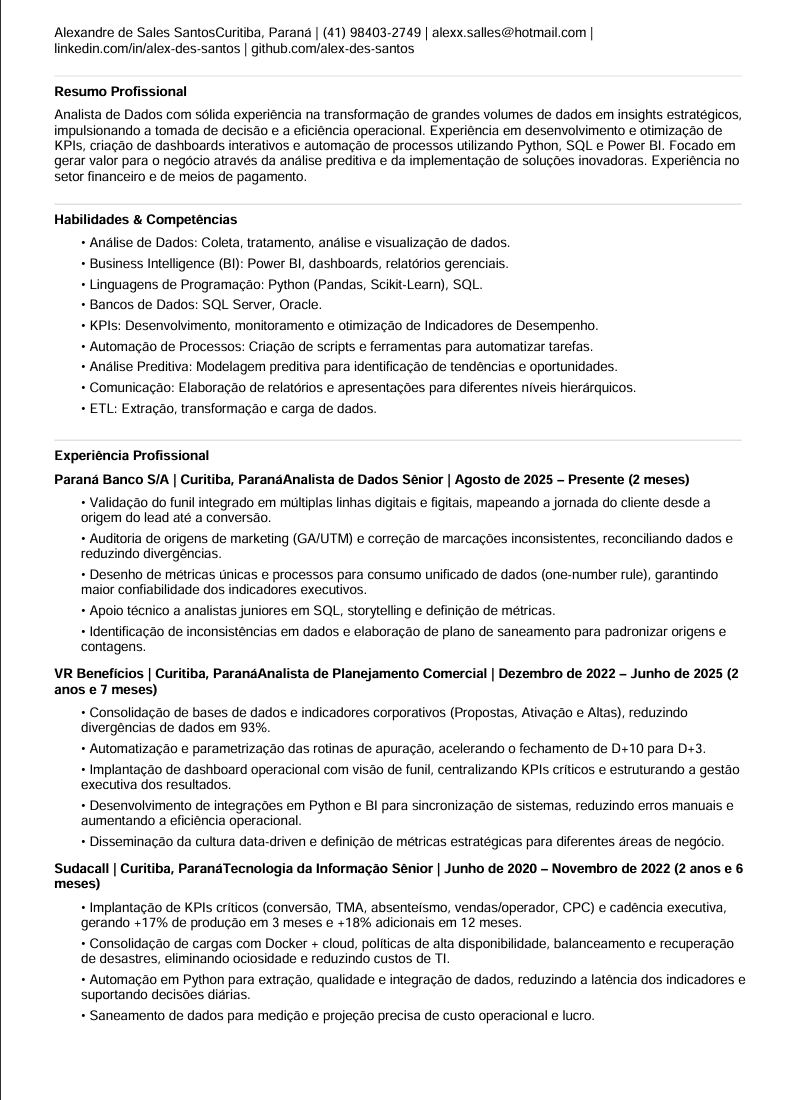 Alexandre de Sales SantosCuritiba, Paraná | (41) 98403-2749 | alexx.salles@hotmail.com |
linkedin.com/in/alex-des-santos | github.com/alex-des-santos
Resumo Profissional
Analista de Dados com sólida experiência na transformação de grandes volumes de dados em insights estratégicos,
impulsionando a tomada de decisão e a eficiência operacional. Experiência em desenvolvimento e otimização de
KPIs, criação de dashboards interativos e automação de processos utilizando Python, SQL e Power BI. Focado em
gerar valor para o negócio através da análise preditiva e da implementação de soluções inovadoras. Experiência no
setor financeiro e de meios de pagamento.
Habilidades & Competências
• Análise de Dados: Coleta, tratamento, análise e visualização de dados.
• Business Intelligence (BI): Power BI, dashboards, relatórios gerenciais.
• Linguagens de Programação: Python (Pandas, Scikit-Learn), SQL.
• Bancos de Dados: SQL Server, Oracle.
• KPIs: Desenvolvimento, monitoramento e otimização de Indicadores de Desempenho.
• Automação de Processos: Criação de scripts e ferramentas para automatizar tarefas.
• Análise Preditiva: Modelagem preditiva para identificação de tendências e oportunidades.
• Comunicação: Elaboração de relatórios e apresentações para diferentes níveis hierárquicos.
• ETL: Extração, transformação e carga de dados.
Experiência Profissional
Paraná Banco S/A | Curitiba, ParanáAnalista de Dados Sênior | Agosto de 2025 – Presente (2 meses)
• Validação do funil integrado em múltiplas linhas digitais e figitais, mapeando a jornada do cliente desde a
origem do lead até a conversão.
• Auditoria de origens de marketing (GA/UTM) e correção de marcações inconsistentes, reconciliando dados e
reduzindo divergências.
• Desenho de métricas únicas e processos para consumo unificado de dados (one-number rule), garantindo
maior confiabilidade dos indicadores executivos.
• Apoio técnico a analistas juniores em SQL, storytelling e definição de métricas.
• Identificação de inconsistências em dados e elaboração de plano de saneamento para padronizar origens e
contagens.
VR Benefícios | Curitiba, ParanáAnalista de Planejamento Comercial | Dezembro de 2022 – Junho de 2025 (2
anos e 7 meses)
• Consolidação de bases de dados e indicadores corporativos (Propostas, Ativação e Altas), reduzindo
divergências de dados em 93%.
• Automatização e parametrização das rotinas de apuração, acelerando o fechamento de D+10 para D+3.
• Implantação de dashboard operacional com visão de funil, centralizando KPIs críticos e estruturando a gestão
executiva dos resultados.
• Desenvolvimento de integrações em Python e BI para sincronização de sistemas, reduzindo erros manuais e
aumentando a eficiência operacional.
• Disseminação da cultura data-driven e definição de métricas estratégicas para diferentes áreas de negócio.
Sudacall | Curitiba, ParanáTecnologia da Informação Sênior | Junho de 2020 – Novembro de 2022 (2 anos e 6
meses)
• Implantação de KPIs críticos (conversão, TMA, absenteísmo, vendas/operador, CPC) e cadência executiva,
gerando +17% de produção em 3 meses e +18% adicionais em 12 meses.
• Consolidação de cargas com Docker + cloud, políticas de alta disponibilidade, balanceamento e recuperação
de desastres, eliminando ociosidade e reduzindo custos de TI.
• Automação em Python para extração, qualidade e integração de dados, reduzindo a latência dos indicadores e
suportando decisões diárias.
• Saneamento de dados para medição e projeção precisa de custo operacional e lucro.